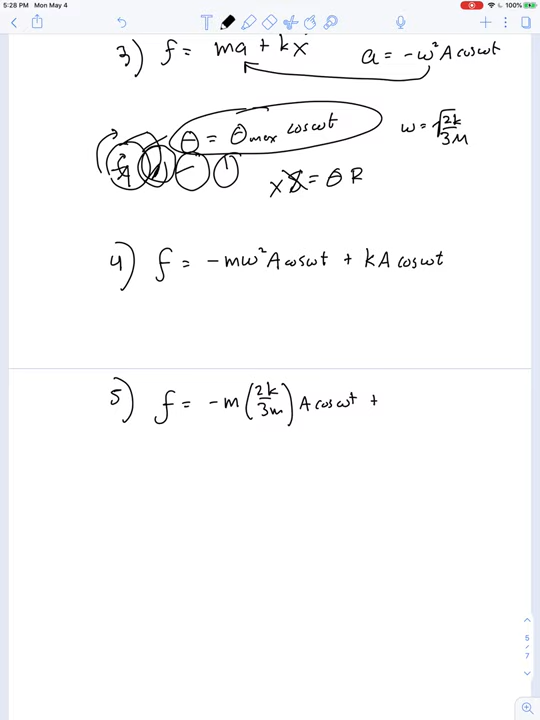 5:28 PM Mon May 4
100%
3) f = ma + kx
a = -ω²A cosωt
θ = θmax cosωt
ω = √(2k/3M)
x = θR
4) f = -mω²A cosωt + kA cosωt
5) f = -m(2k/3m)A cosωt +
5
/
7